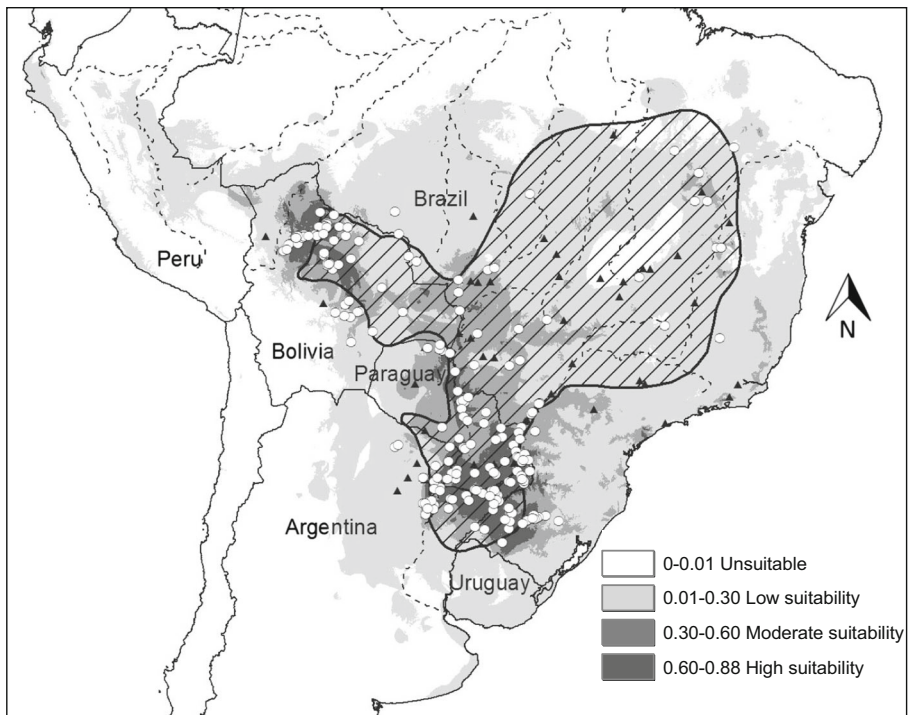 Brazil
Peru
Bolivia
Paraguay
N
Argentina
Uruguay
0-0.01 Unsuitable
0.01-0.30 Low suitability
0.30-0.60 Moderate suitability
0.60-0.88 High suitability